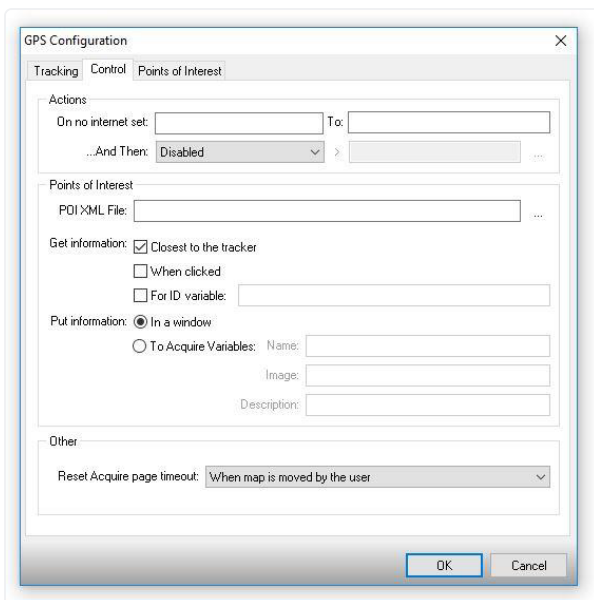 GPS Configuration
Tracking Control Points of Interest
Actions
On no internet set: To:
...And Then: Disabled > ...
Points of Interest
POI XML File: ...
Get information: Closest to the tracker
When clicked
For ID variable:
Put information: In a window
To Acquire Variables: Name:
Image:
Description:
Other
Reset Acquire page timeout: When map is moved by the user
OK Cancel